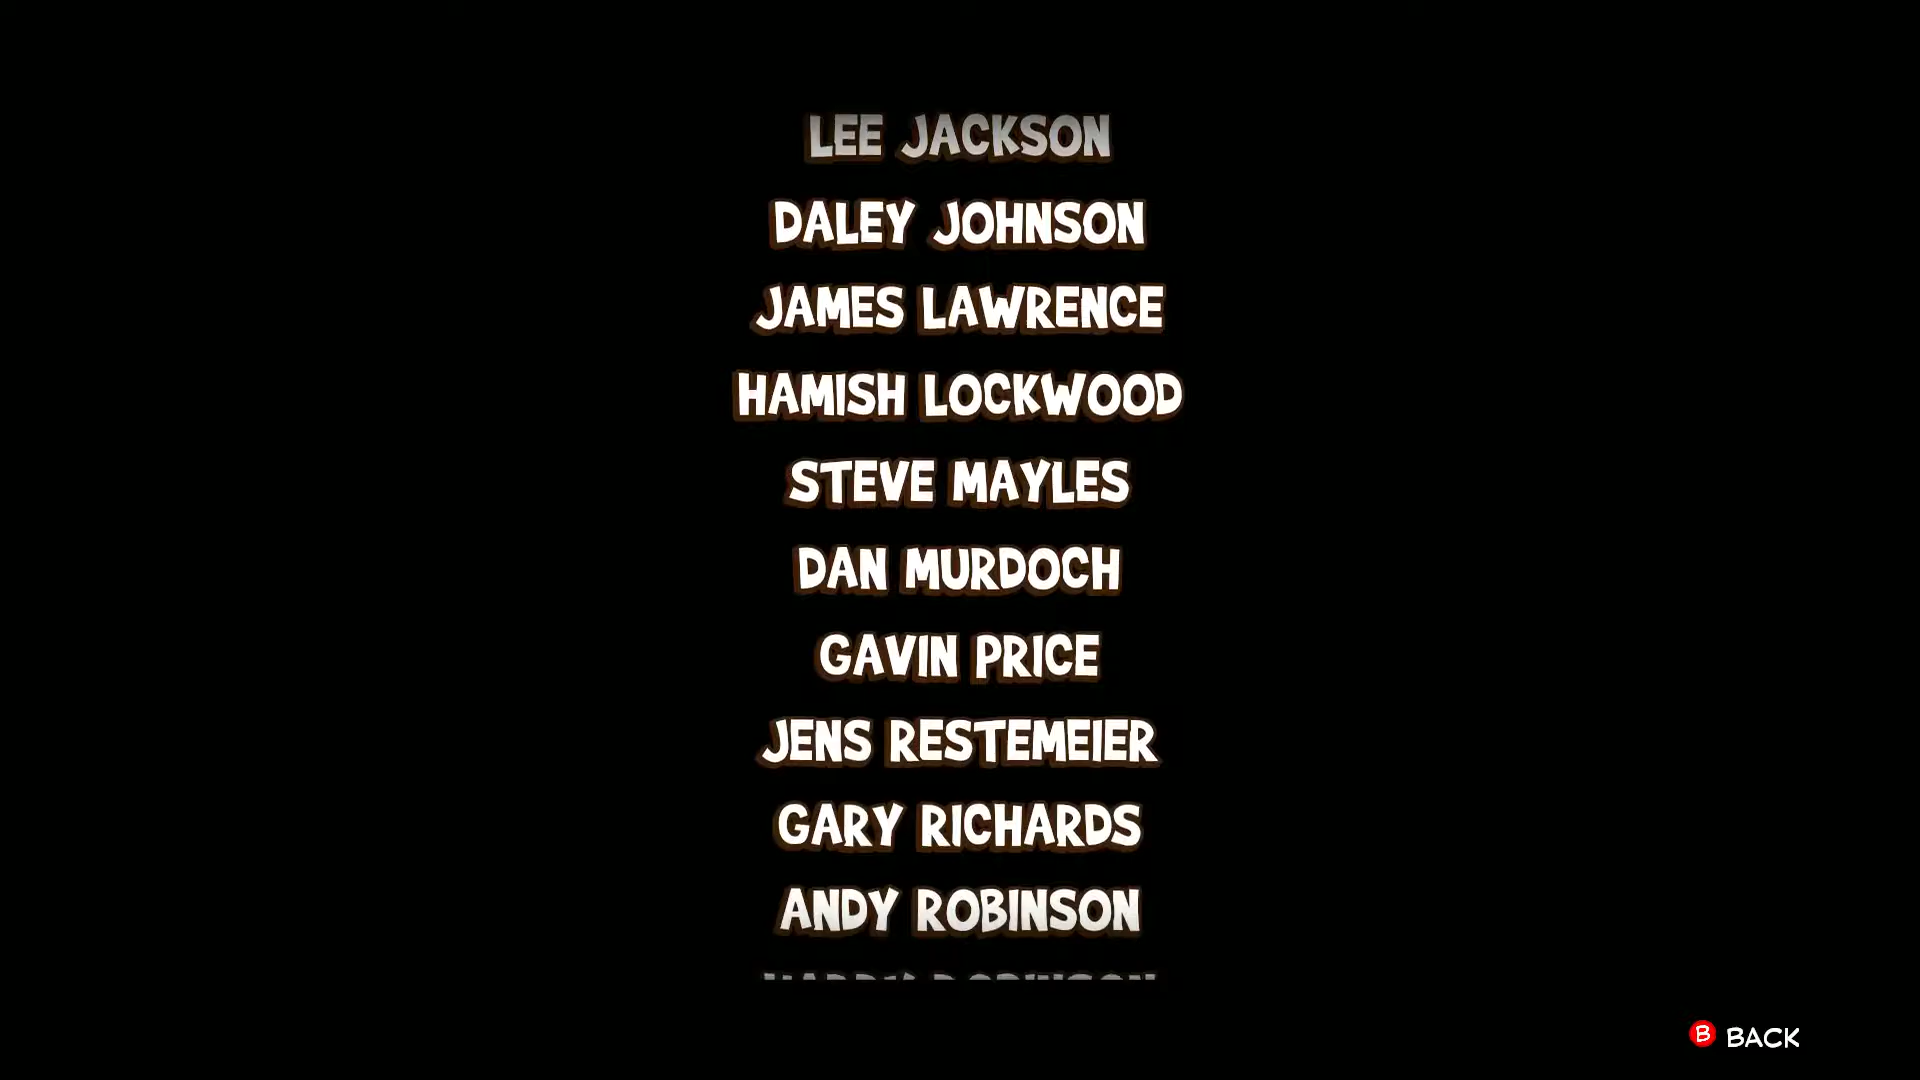 LEE JACKSON
DALEY JOHNSON
JAMES LAWRENCE
HAMISH LOCKWOOD
STEVE MAYLES
DAN MURDOCH
GAVIN PRICE
JENS RESTEMEIER
GARY RICHARDS
ANDY ROBINSON
B BACK